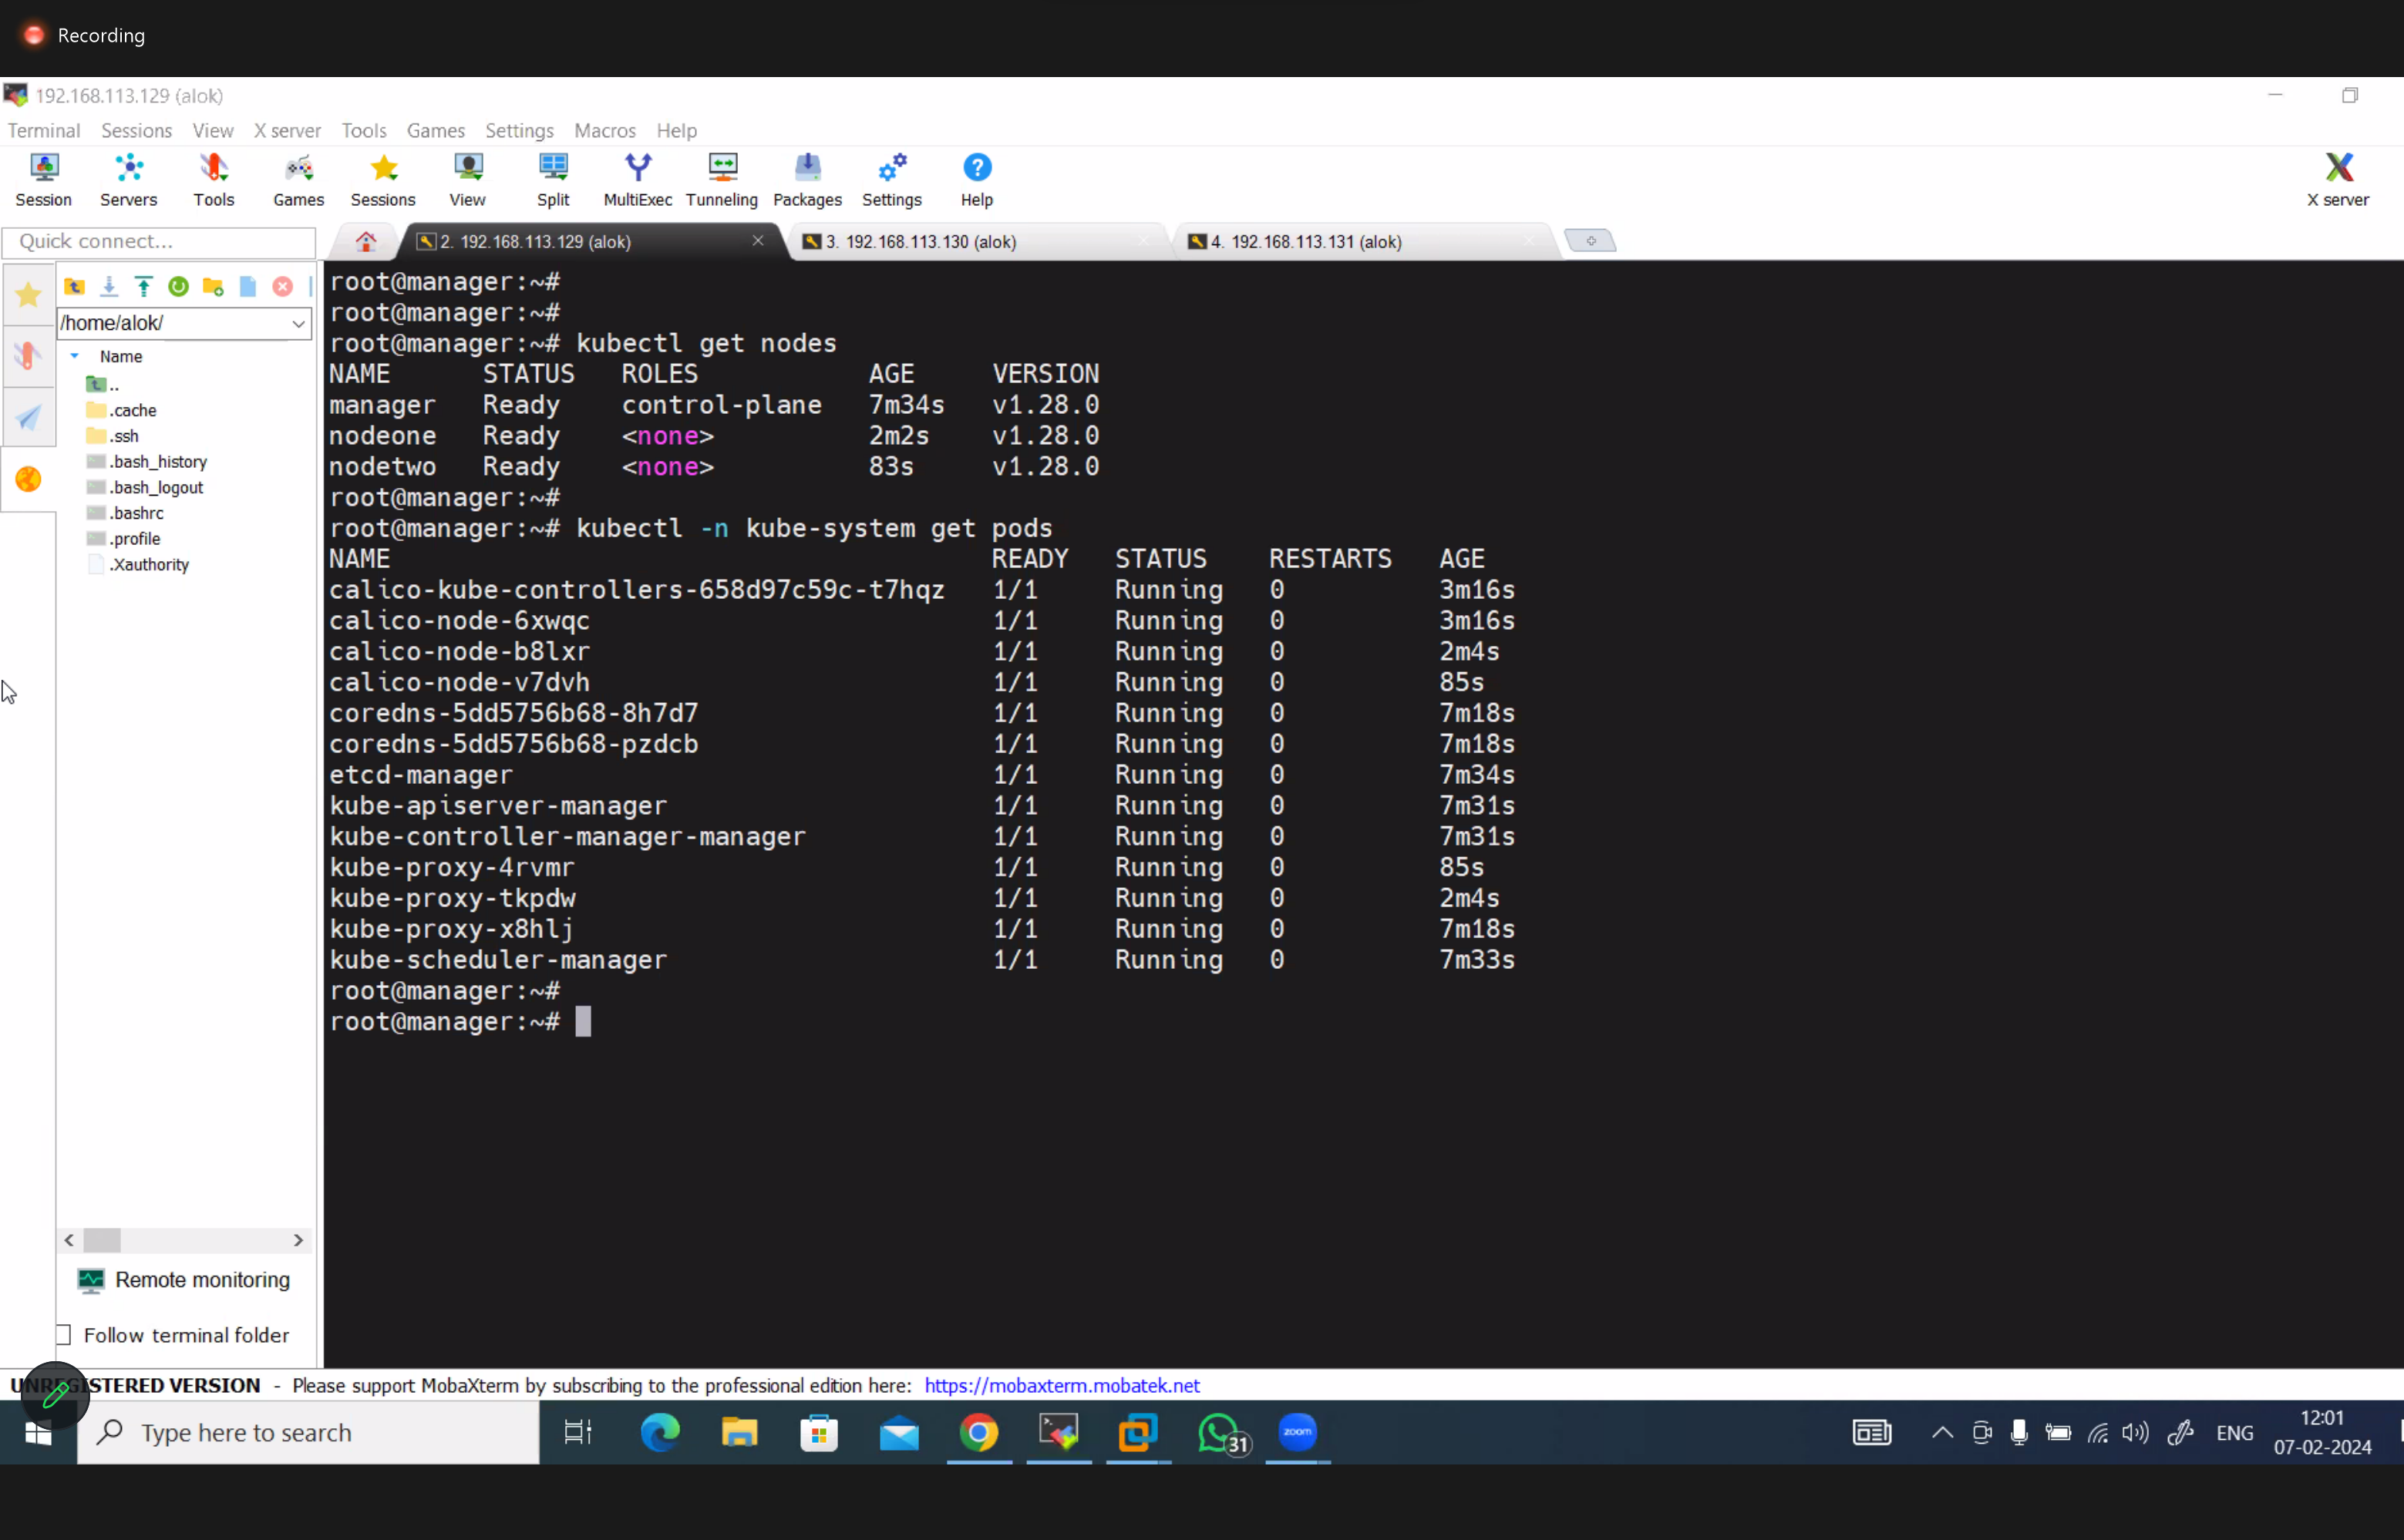 Recording
192.168.113.129 (alok)
Terminal Sessions View X server Tools Games Settings Macros Help
Session Servers Tools Games Sessions View Split MultiExec Tunneling Packages Settings Help X server
Quick connect...
2. 192.168.113.129 (alok) 3. 192.168.113.130 (alok) 4. 192.168.113.131 (alok)
/home/alok/
Name
..
.cache
.ssh
.bash_history
.bash_logout
.bashrc
.profile
.Xauthority
Remote monitoring
Follow terminal folder
root@manager:~#
root@manager:~#
root@manager:~# kubectl get nodes
NAME STATUS ROLES AGE VERSION
manager Ready control-plane 7m34s v1.28.0
nodeone Ready <none> 2m2s v1.28.0
nodetwo Ready <none> 83s v1.28.0
root@manager:~#
root@manager:~# kubectl -n kube-system get pods
NAME READY STATUS RESTARTS AGE
calico-kube-controllers-658d97c59c-t7hqz 1/1 Running 0 3m16s
calico-node-6xwqc 1/1 Running 0 3m16s
calico-node-b8lxr 1/1 Running 0 2m4s
calico-node-v7dvh 1/1 Running 0 85s
coredns-5dd5756b68-8h7d7 1/1 Running 0 7m18s
coredns-5dd5756b68-pzdcb 1/1 Running 0 7m18s
etcd-manager 1/1 Running 0 7m34s
kube-apiserver-manager 1/1 Running 0 7m31s
kube-controller-manager-manager 1/1 Running 0 7m31s
kube-proxy-4rvmr 1/1 Running 0 85s
kube-proxy-tkpdw 1/1 Running 0 2m4s
kube-proxy-x8hlj 1/1 Running 0 7m18s
kube-scheduler-manager 1/1 Running 0 7m33s
root@manager:~#
root@manager:~#
UNREGISTERED VERSION - Please support MobaXterm by subscribing to the professional edition here: https://mobaxterm.mobatek.net
Type here to search
31
zoom
ENG
12:01
07-02-2024